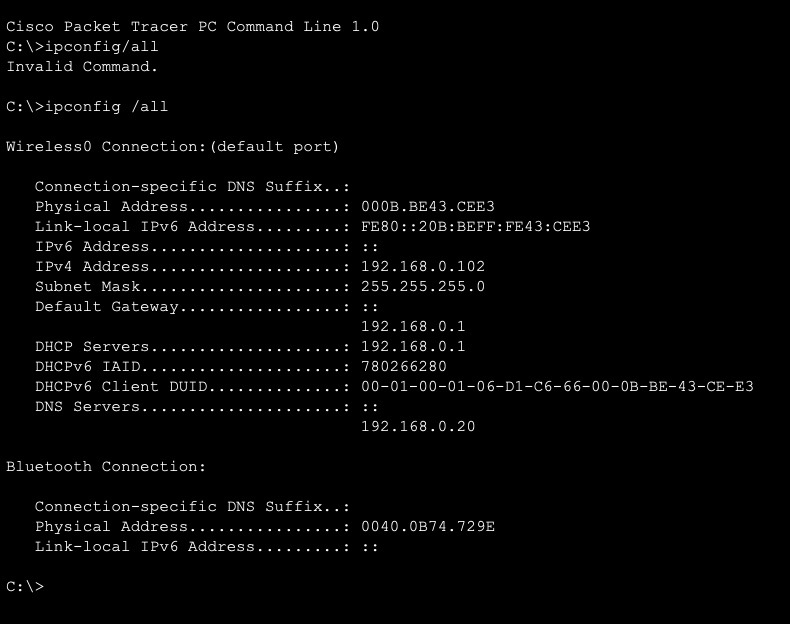 Cisco Packet Tracer PC Command Line 1.0
C:\>ipconfig/all
Invalid Command.
C:\>ipconfig /all
Wireless0 Connection:(default port)
Connection-specific DNS Suffix..:
Physical Address................: 000B.BE43.CEE3
Link-local IPv6 Address.........: FE80::20B:BEFF:FE43:CEE3
IPv6 Address....................: ::
IPv4 Address....................: 192.168.0.102
Subnet Mask.....................: 255.255.255.0
Default Gateway.................: ::
192.168.0.1
DHCP Servers....................: 192.168.0.1
DHCPv6 IAID.....................: 780266280
DHCPv6 Client DUID..............: 00-01-00-01-06-D1-C6-66-00-0B-BE-43-CE-E3
DNS Servers.....................: ::
192.168.0.20
Bluetooth Connection:
Connection-specific DNS Suffix..:
Physical Address................: 0040.0B74.729E
Link-local IPv6 Address.........: ::
C:\>